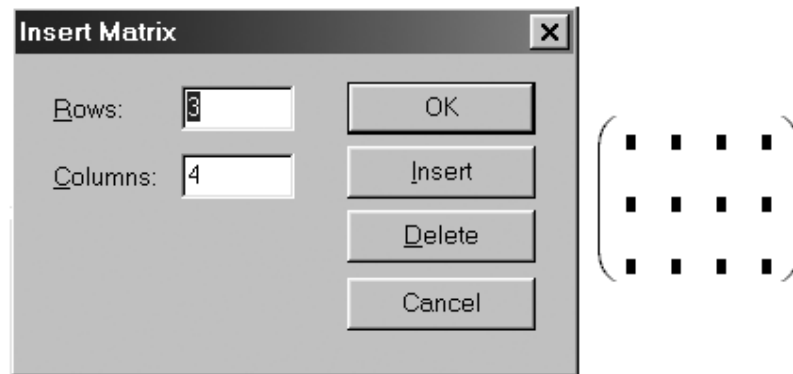 Insert Matrix
Rows: 3
OK
Columns: 4
Insert
Delete
Cancel